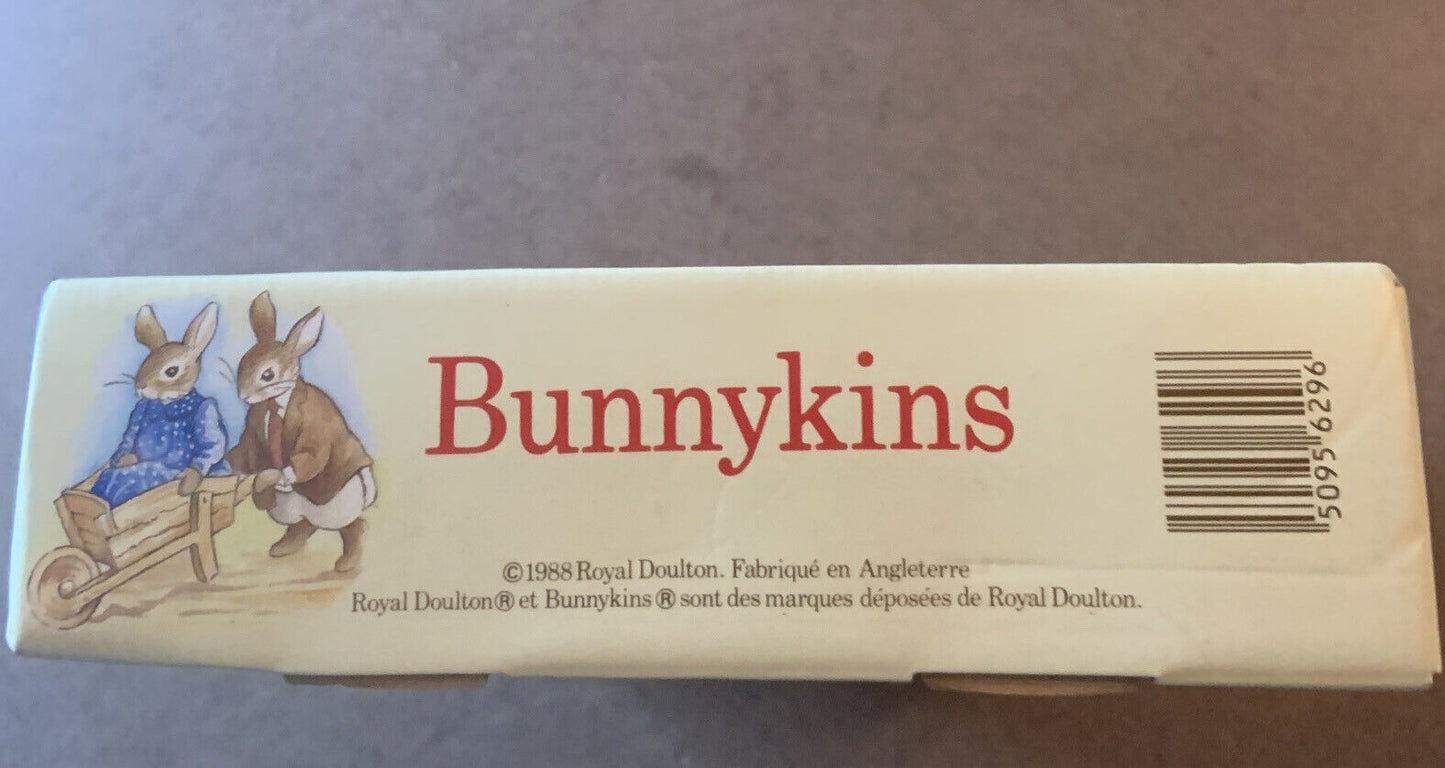 Bunnykins
©1988 Royal Doulton. Fabriqué en Angleterre
Royal Doulton® et Bunnykins® sont des marques déposées de Royal Doulton.
5095 6296